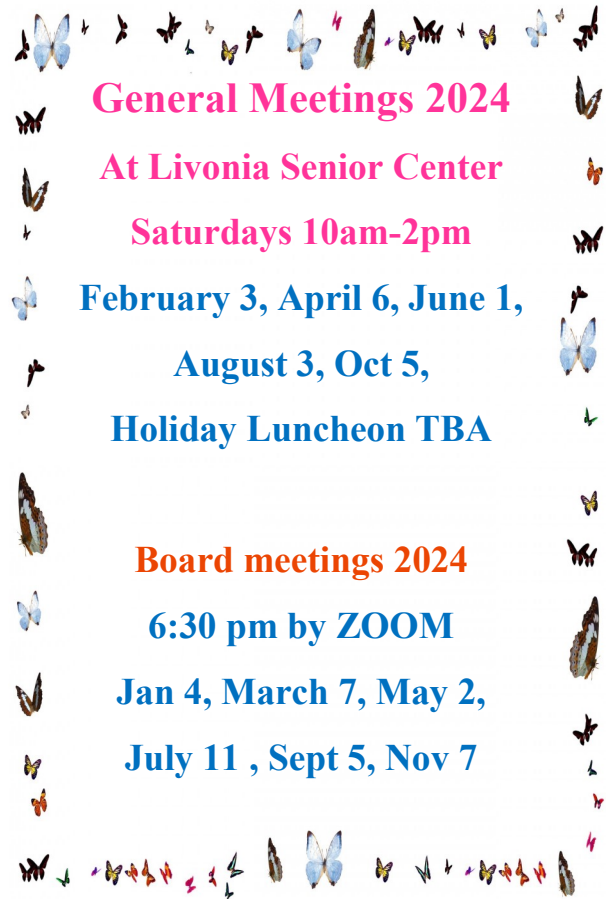 General Meetings 2024
At Livonia Senior Center
Saturdays 10am-2pm
February 3, April 6, June 1,
August 3, Oct 5,
Holiday Luncheon TBA
Board meetings 2024
6:30 pm by ZOOM
Jan 4, March 7, May 2,
July 11 , Sept 5, Nov 7